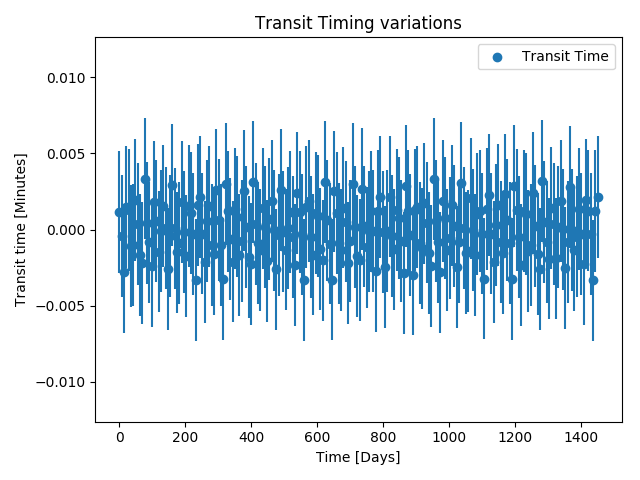 Transit Timing variations
Transit Time
0.010
0.005
0.000
−0.005
−0.010
Transit time [Minutes]
0 200 400 600 800 1000 1200 1400
Time [Days]